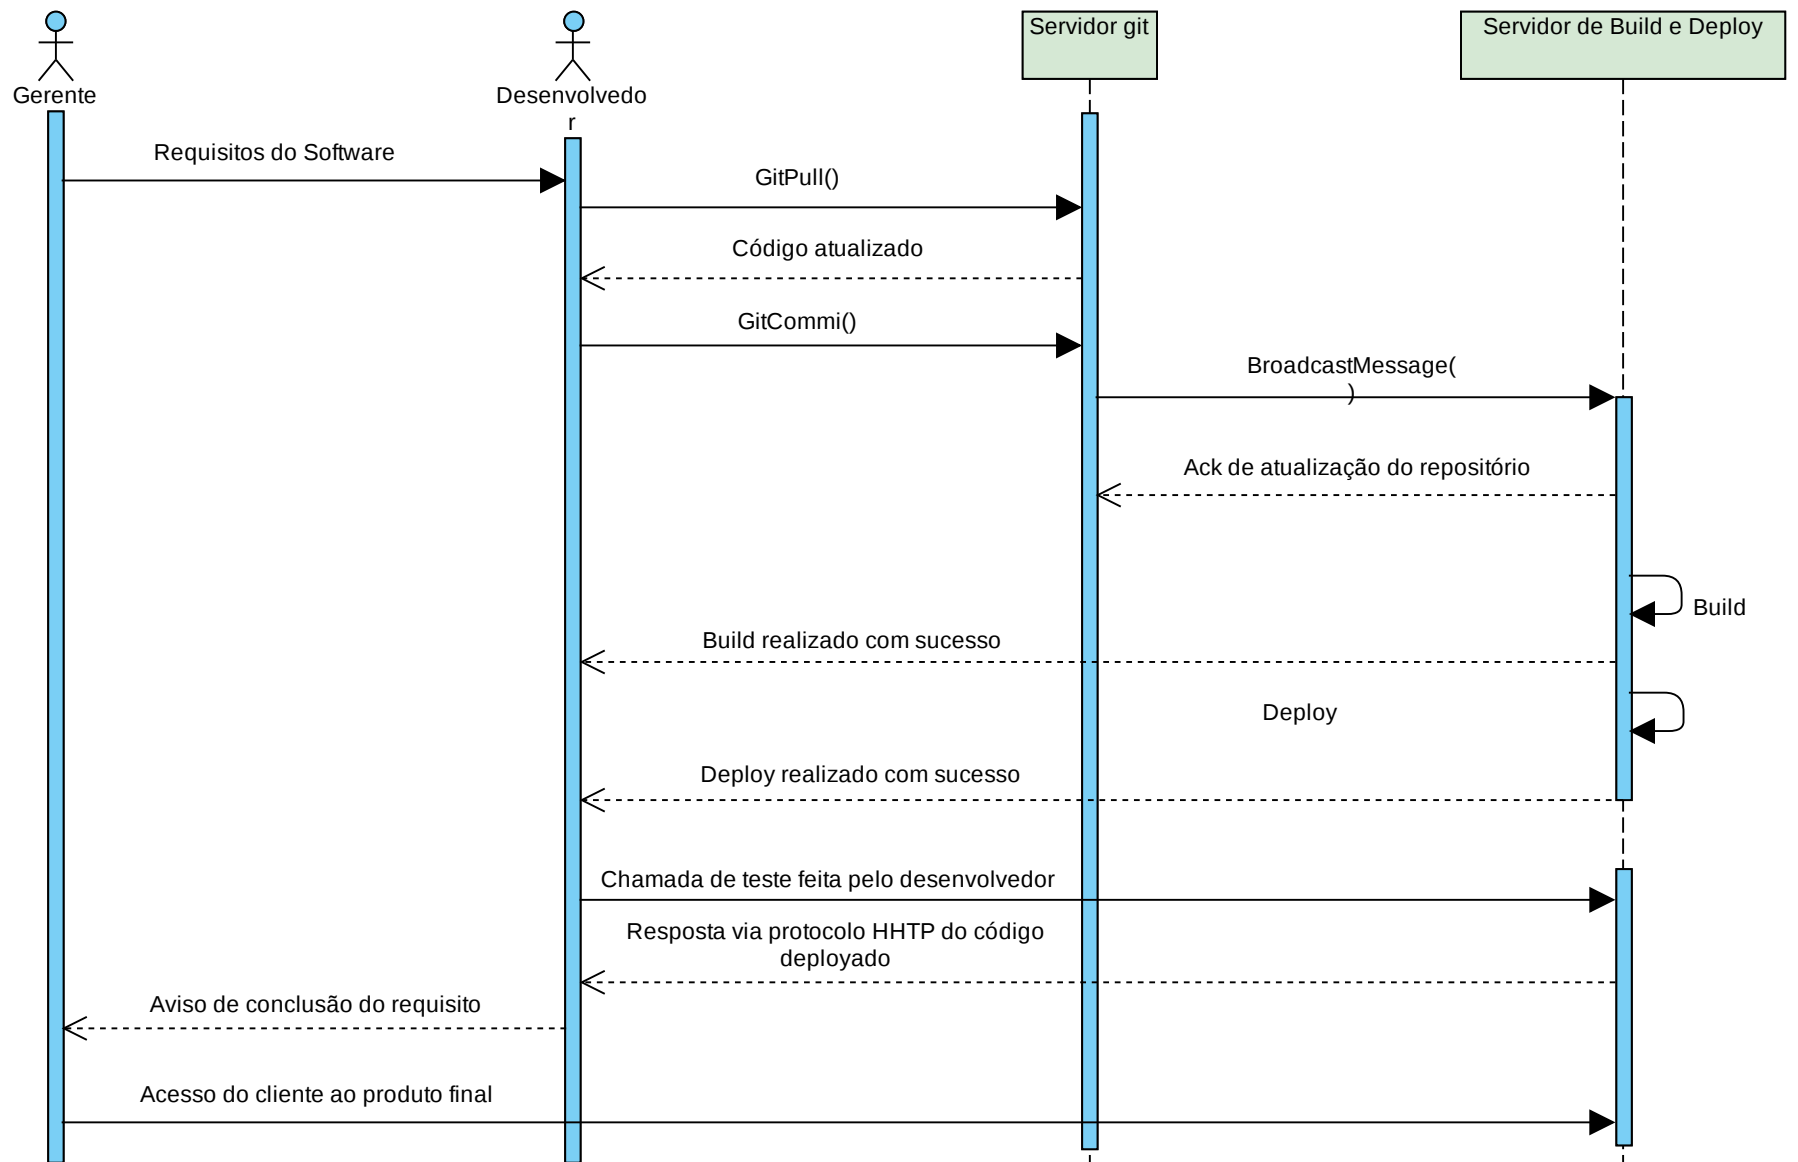 Servidor git
Servidor de Build e Deploy
Gerente
Desenvolvedo
r
Requisitos do Software
GitPull()
Código atualizado
GitCommi()
BroadcastMessage(
)
Ack de atualização do repositório
Build
Build realizado com sucesso
Deploy
Deploy realizado com sucesso
Chamada de teste feita pelo desenvolvedor
Resposta via protocolo HHTP do código
deployado
Aviso de conclusão do requisito
Acesso do cliente ao produto final